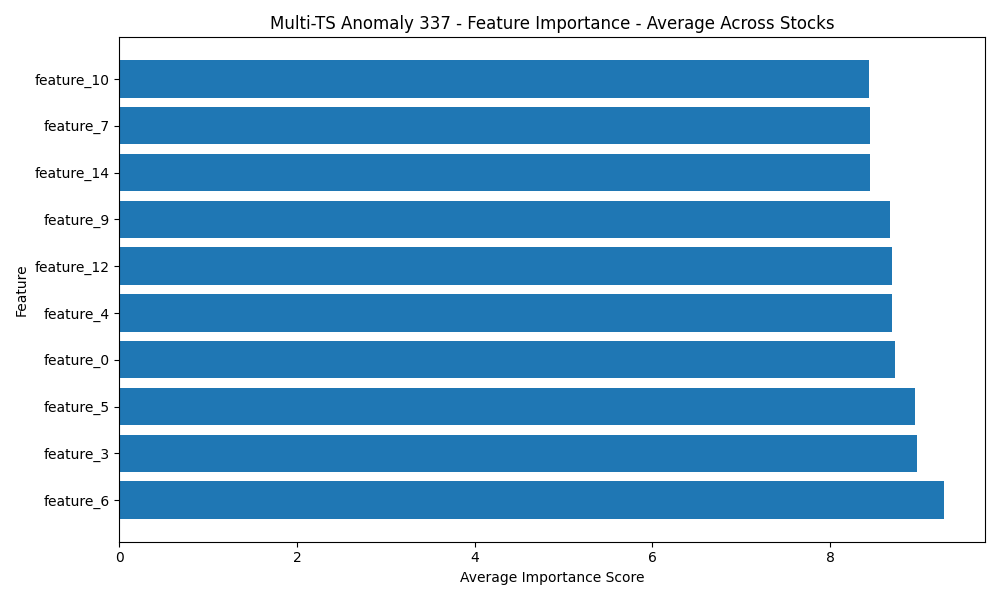 Multi-TS Anomaly 337 - Feature Importance - Average Across Stocks
feature_10
feature_7
feature_14
feature_9
feature_12
feature_4
feature_0
feature_5
feature_3
feature_6
Feature
0 2 4 6 8
Average Importance Score